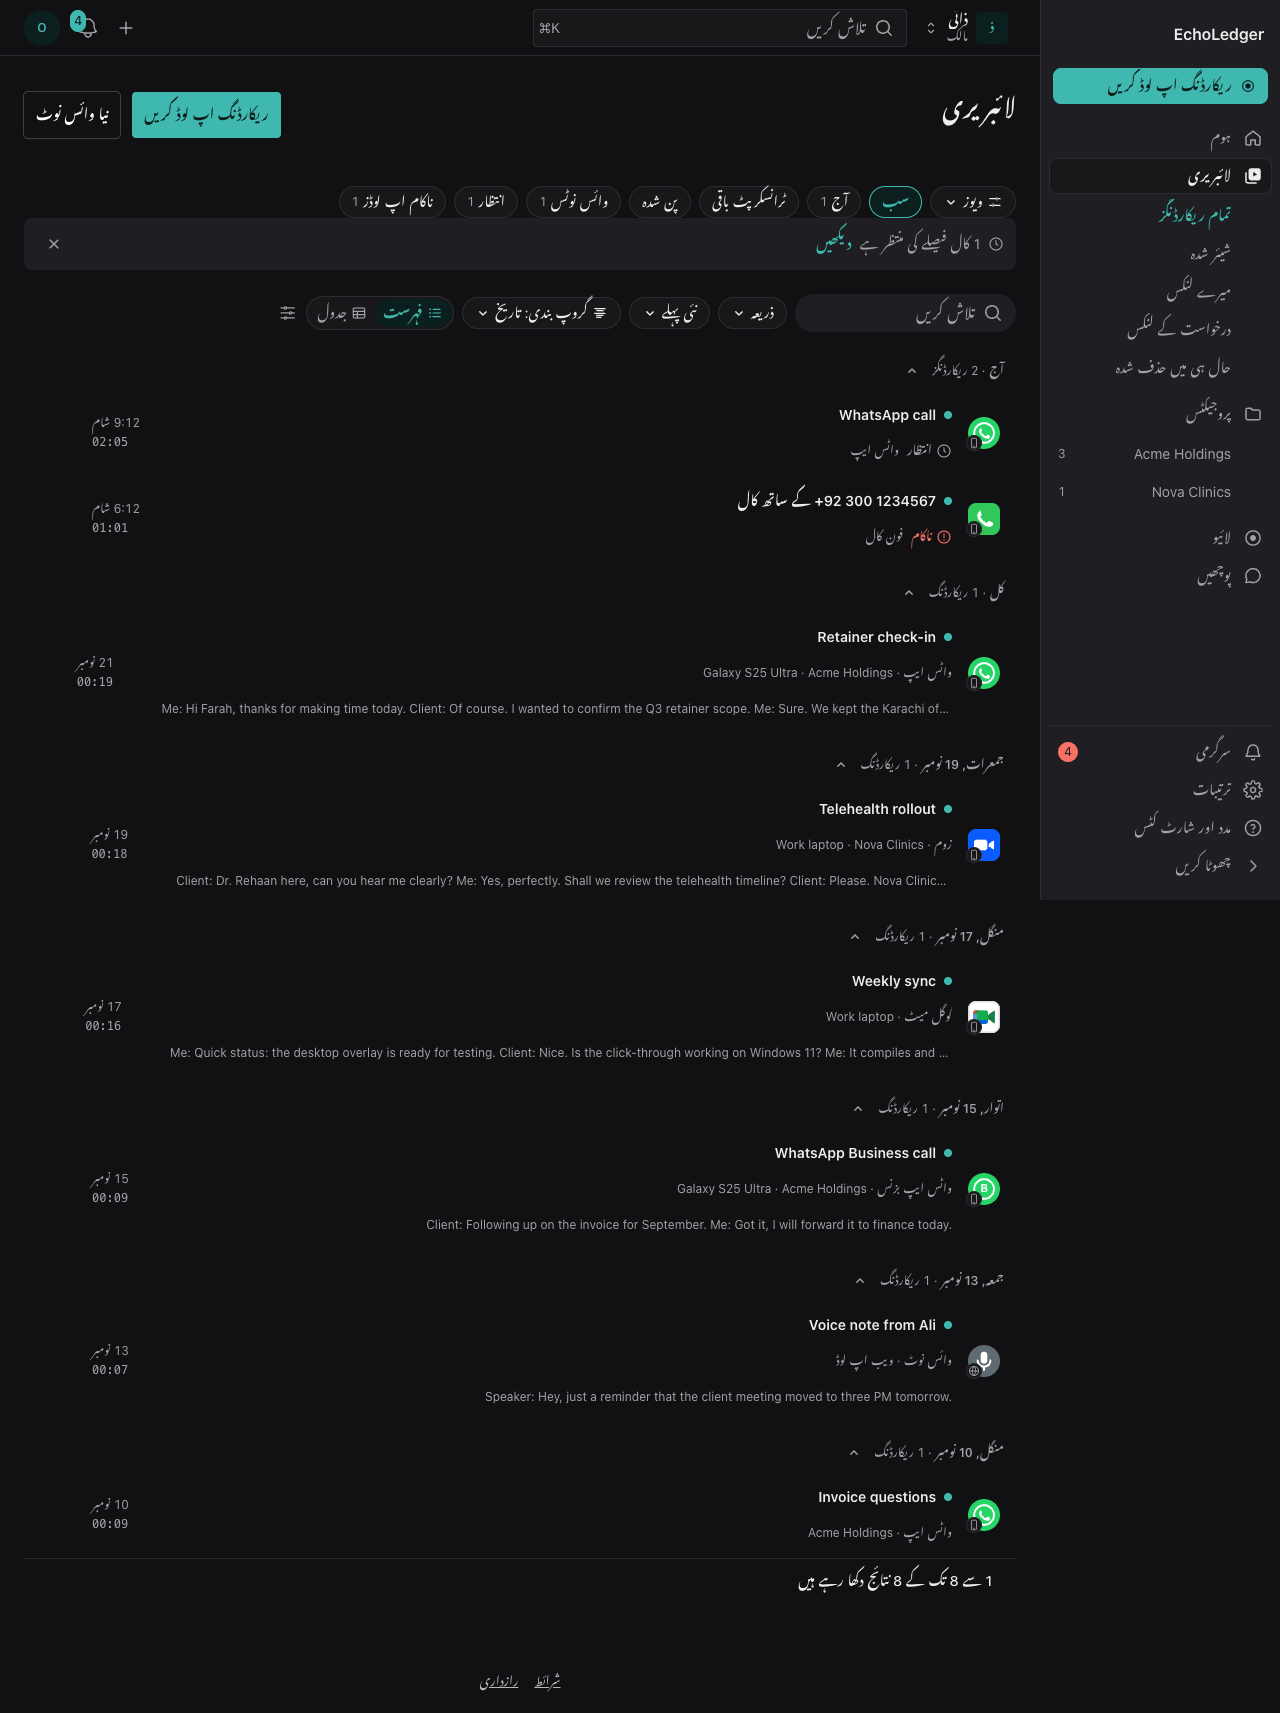 EchoLedger
ریکارڈنگ اپ لوڈ کریں
ہوم
لائبریری
تمام ریکارڈنگز
شیئر شدہ
میرے لنکس
درخواست کے لنکس
حال ہی میں حذف شدہ
پروجیکٹس
Acme Holdings 3
Nova Clinics 1
لائیو
پوچھیں
سرگرمی 4
ترتیبات
مدد اور شارٹ کٹس
چھوٹا کریں
ذ ذاتی
مالک
تلاش کریں ⌘K
4
O
لائبریری
ریکارڈنگ اپ لوڈ کریں نیا وائس نوٹ
ویوز سب آج 1 ٹرانسکرپٹ باقی پن شدہ وائس نوٹس 1 انتظار 1 ناکام اپ لوڈز 1
1 کال فیصلے کی منتظر ہے دیکھیں
تلاش کریں ذریعہ نئی پہلے گروپ بندی: تاریخ فہرست جدول
آج · 2 ریکارڈنگز
WhatsApp call
انتظار واٹس ایپ
9:12 شام
02:05
+92 300 1234567 کے ساتھ کال
ناکام فون کال
6:12 شام
01:01
کل · 1 ریکارڈنگ
Retainer check-in
واٹس ایپ · Galaxy S25 Ultra · Acme Holdings
Me: Hi Farah, thanks for making time today. Client: Of course. I wanted to confirm the Q3 retainer scope. Me: Sure. We kept the Karachi of...
21 نومبر
00:19
جمعرات, 19 نومبر · 1 ریکارڈنگ
Telehealth rollout
زوم · Work laptop · Nova Clinics
Client: Dr. Rehaan here, can you hear me clearly? Me: Yes, perfectly. Shall we review the telehealth timeline? Client: Please. Nova Clinic...
19 نومبر
00:18
منگل, 17 نومبر · 1 ریکارڈنگ
Weekly sync
گوگل میٹ · Work laptop
Me: Quick status: the desktop overlay is ready for testing. Client: Nice. Is the click-through working on Windows 11? Me: It compiles and ...
17 نومبر
00:16
اتوار, 15 نومبر · 1 ریکارڈنگ
WhatsApp Business call
واٹس ایپ بزنس · Galaxy S25 Ultra · Acme Holdings
Client: Following up on the invoice for September. Me: Got it, I will forward it to finance today.
15 نومبر
00:09
جمعہ, 13 نومبر · 1 ریکارڈنگ
Voice note from Ali
وائس نوٹ · ویب اپ لوڈ
Speaker: Hey, just a reminder that the client meeting moved to three PM tomorrow.
13 نومبر
00:07
منگل, 10 نومبر · 1 ریکارڈنگ
Invoice questions
واٹس ایپ · Acme Holdings
10 نومبر
00:09
1 سے 8 تک کے 8 نتائج دکھا رہے ہیں
شرائط رازداری